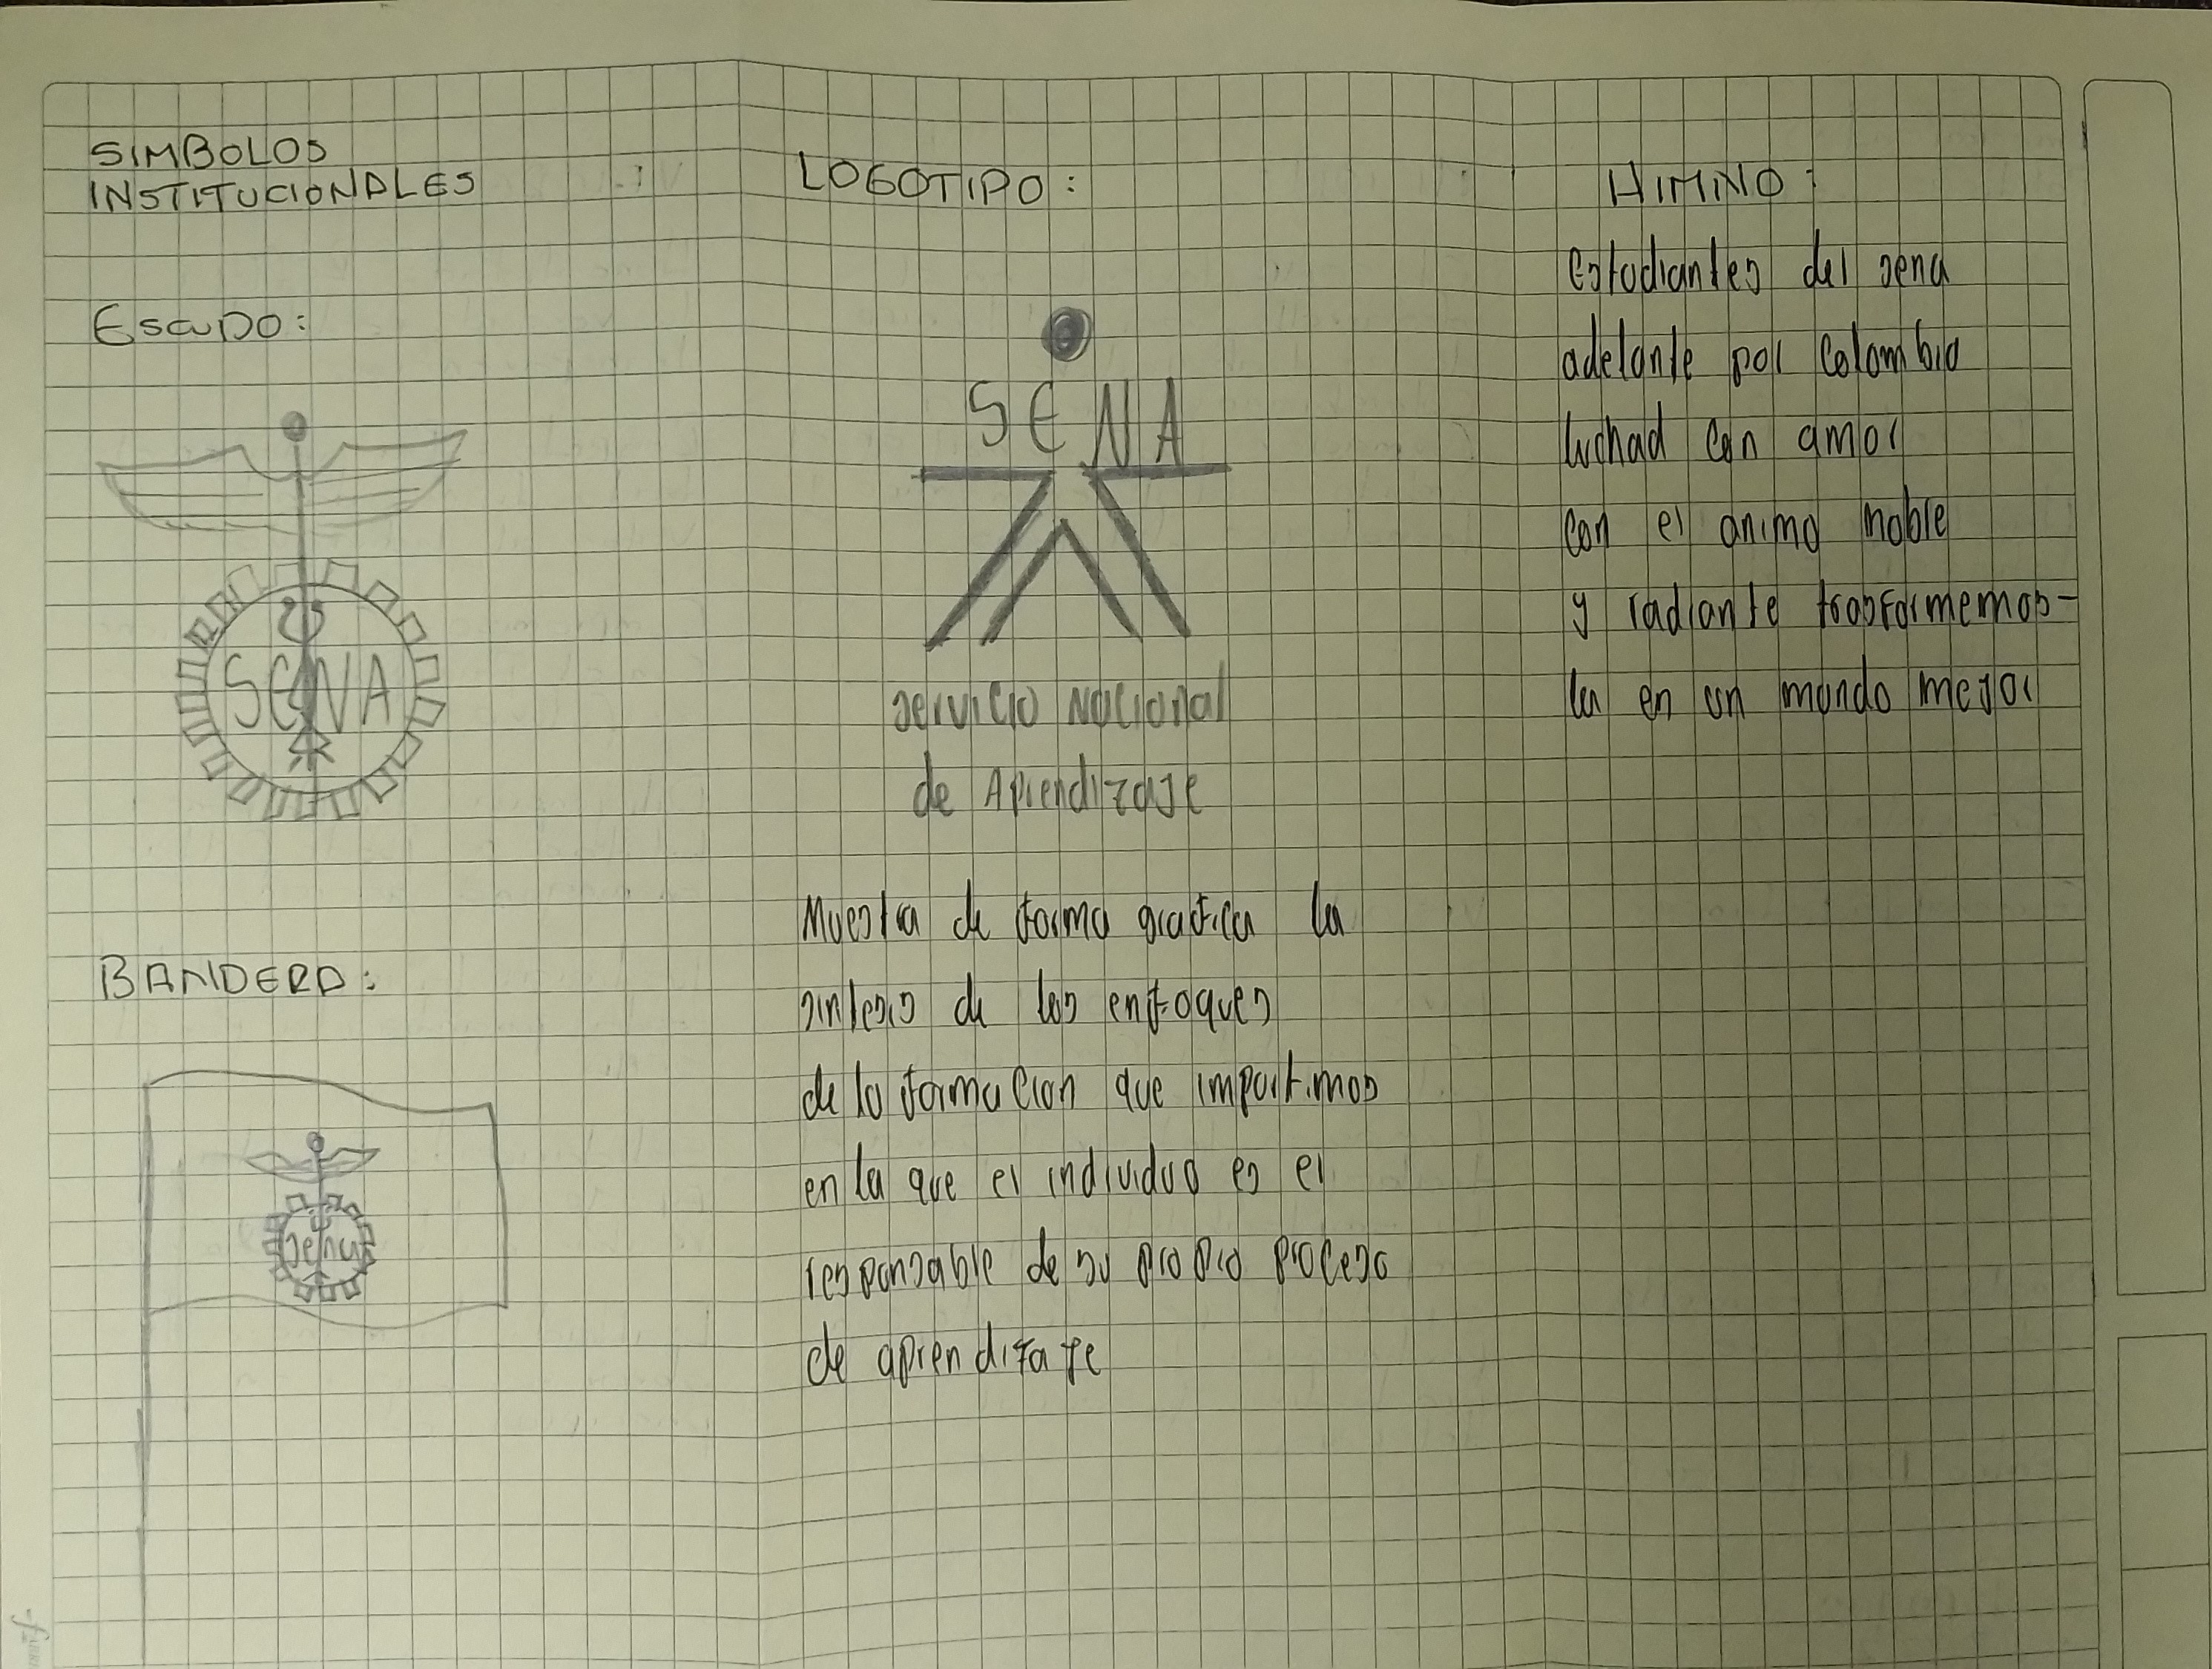 SIMBOLOS
INSTITUCIONALES :
Escudo:
SENA
BANDERA:
sena
LOGOTIPO:
SENA
servicio Nacional
de Aprendizaje
Muestra de forma grafica la
sintesis de los enfoques
de la formacion que impartimos
en la que el individuo es el
responsable de su propio proceso
de aprendizaje
HIMNO:
estudiantes del sena
adelante por Colombia
luchad con amor
con el animo noble
y radiante trasformemos-
la en un mundo mejor